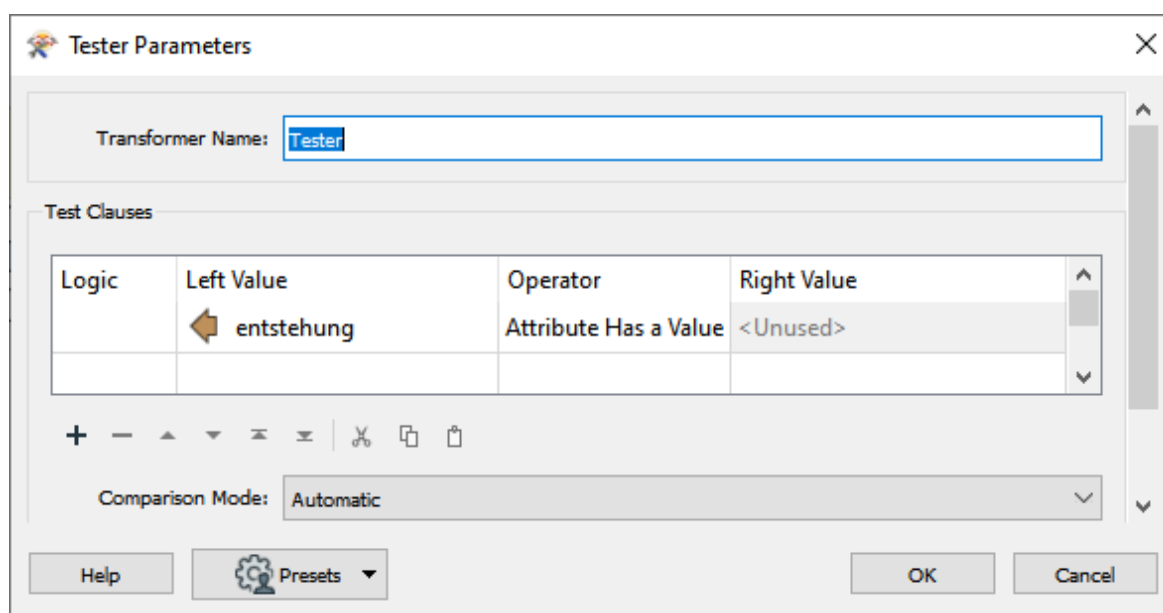 Tester Parameters
Transformer Name: Tester
Test Clauses
Logic Left Value Operator Right Value
entstehung Attribute Has a Value <Unused>
Comparison Mode: Automatic
Help Presets OK Cancel